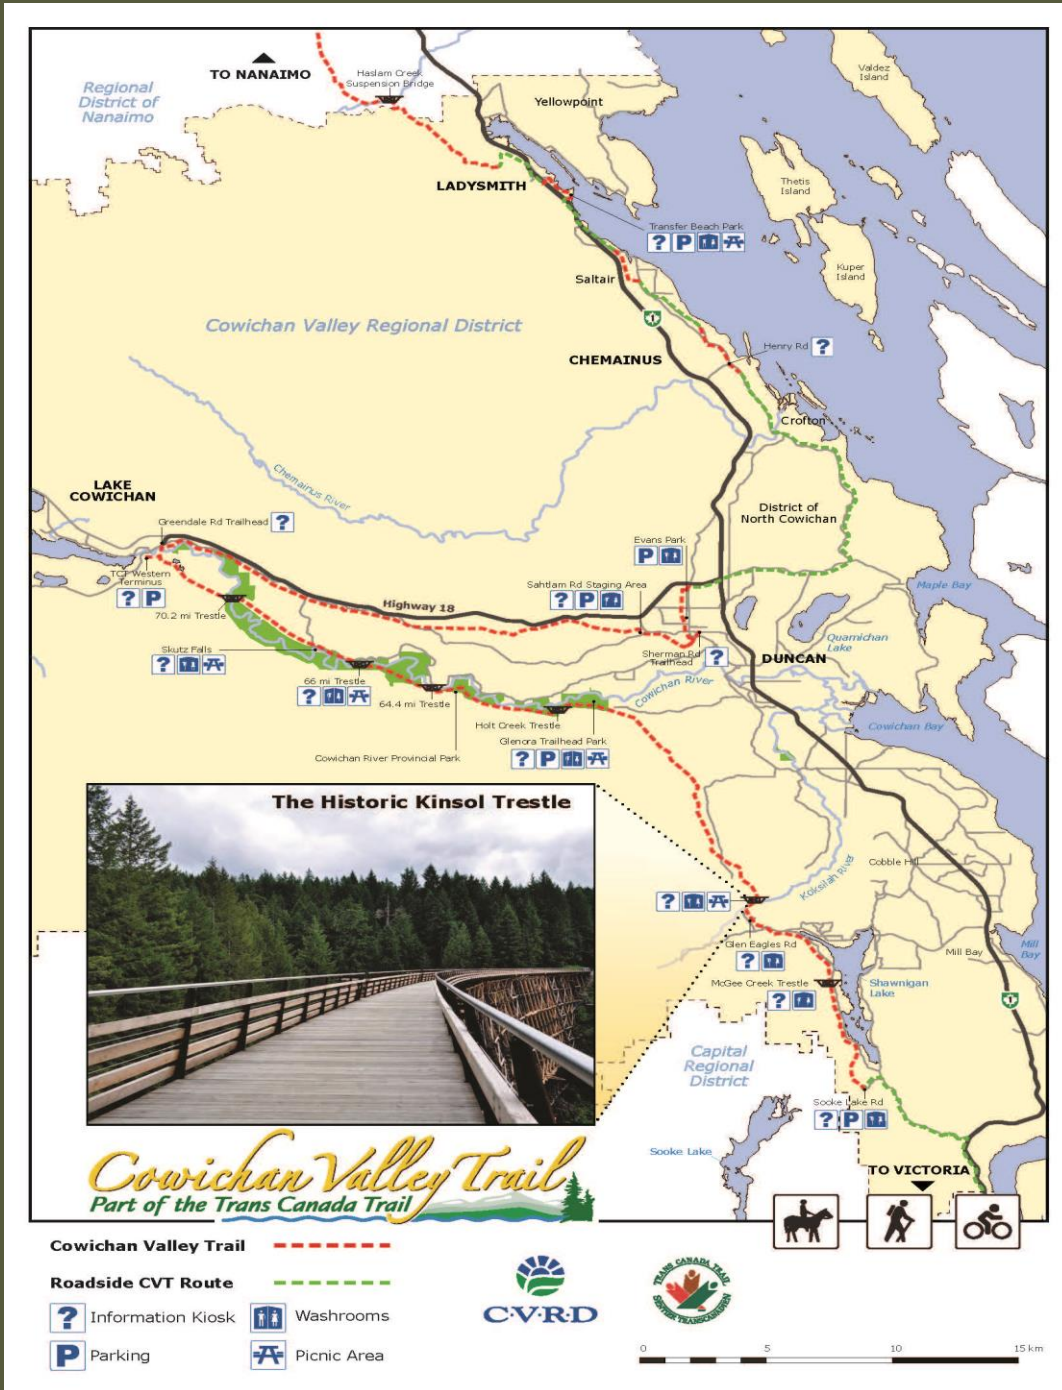 TO NANAIMO
Haslam Creek
Suspension Bridge
Regional
District of
Nanaimo
Yellowpoint
Valdez
Island
LADYSMITH
Thetis
Island
Transfer Beach Park
? P
Kuper
Island
Saltair
1
Cowichan Valley Regional District
CHEMAINUS
Henry Rd ?
Crofton
Chemainus River
LAKE
COWICHAN
Greendale Rd Trailhead ?
District of
North Cowichan
Evans Park
P
TCT Western
Terminus
? P
Sahtlam Rd Staging Area
? P
Highway 18
Maple Bay
70.2 mi Trestle
Quamichan
Lake
Skutz Falls
?
Sherman Rd
Trailhead ?
DUNCAN
66 mi Trestle
?
64.4 mi Trestle
Cowichan River
Holt Creek Trestle
Cowichan Bay
Glenora Trailhead Park
? P
Cowichan River Provincial Park
The Historic Kinsol Trestle
Cobble Hill
Koksilah River
?
Glen Eagles Rd
?
Mill Bay
Mill
Bay
McGee Creek Trestle
?
Shawnigan
Lake
1
Capital
Regional
District
Sooke Lake Rd
? P
Sooke Lake
TO VICTORIA
Cowichan Valley Trail
Part of the Trans Canada Trail
Cowichan Valley Trail
Roadside CVT Route
? Information Kiosk
Washrooms
P Parking
Picnic Area
C·V·R·D
TRANS CANADA TRAIL
SENTIER TRANSCANADIEN
0 5 10 15 km